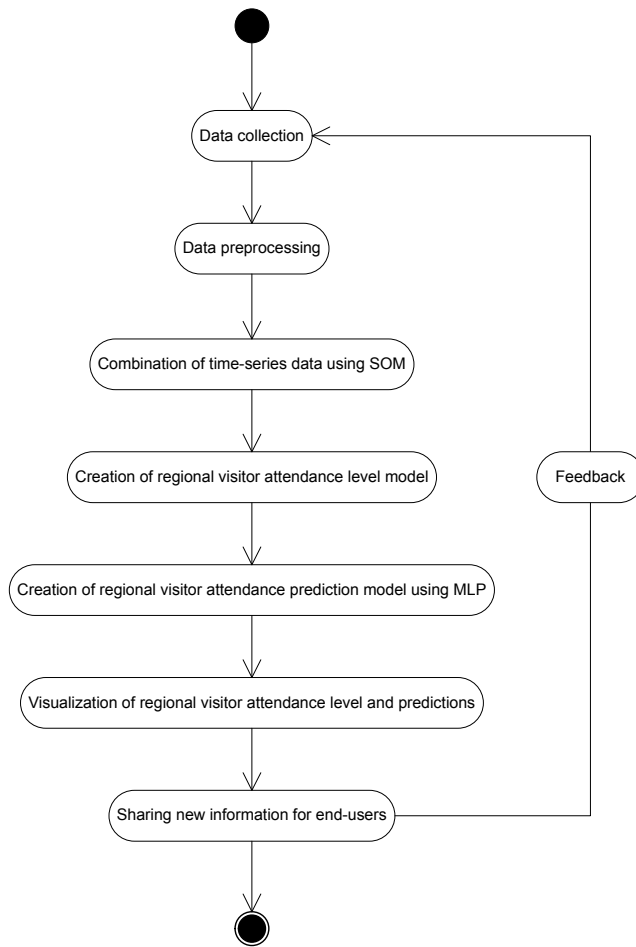 Data collection
Data preprocessing
Combination of time-series data using SOM
Creation of regional visitor attendance level model
Feedback
Creation of regional visitor attendance prediction model using MLP
Visualization of regional visitor attendance level and predictions
Sharing new information for end-users